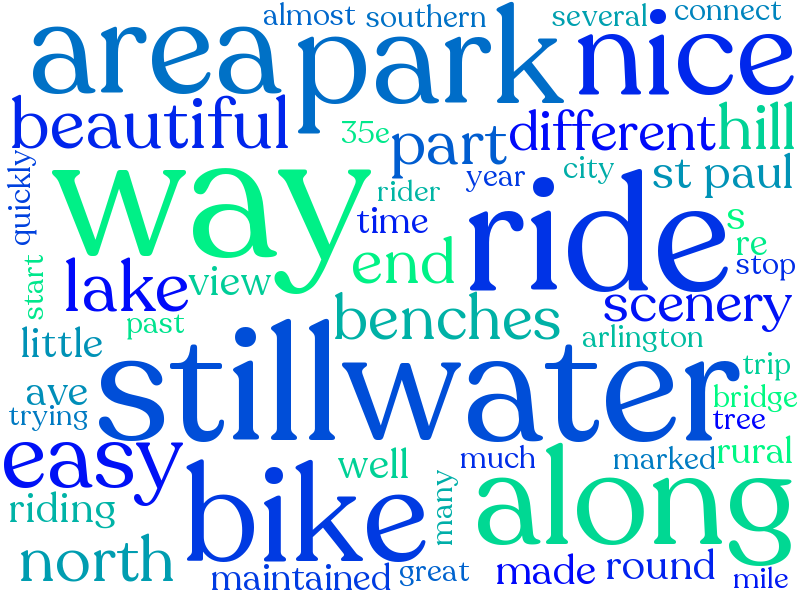 almost southern several connect
area park nice
beautiful 35e part different hill
quickly way rider year city st paul
time ride s
re
start lake view end stop
past benches scenery
little stillwater arlington
ave trip
trying bridge
tree
easy bike well much marked rural
riding many along
north maintained great made round mile